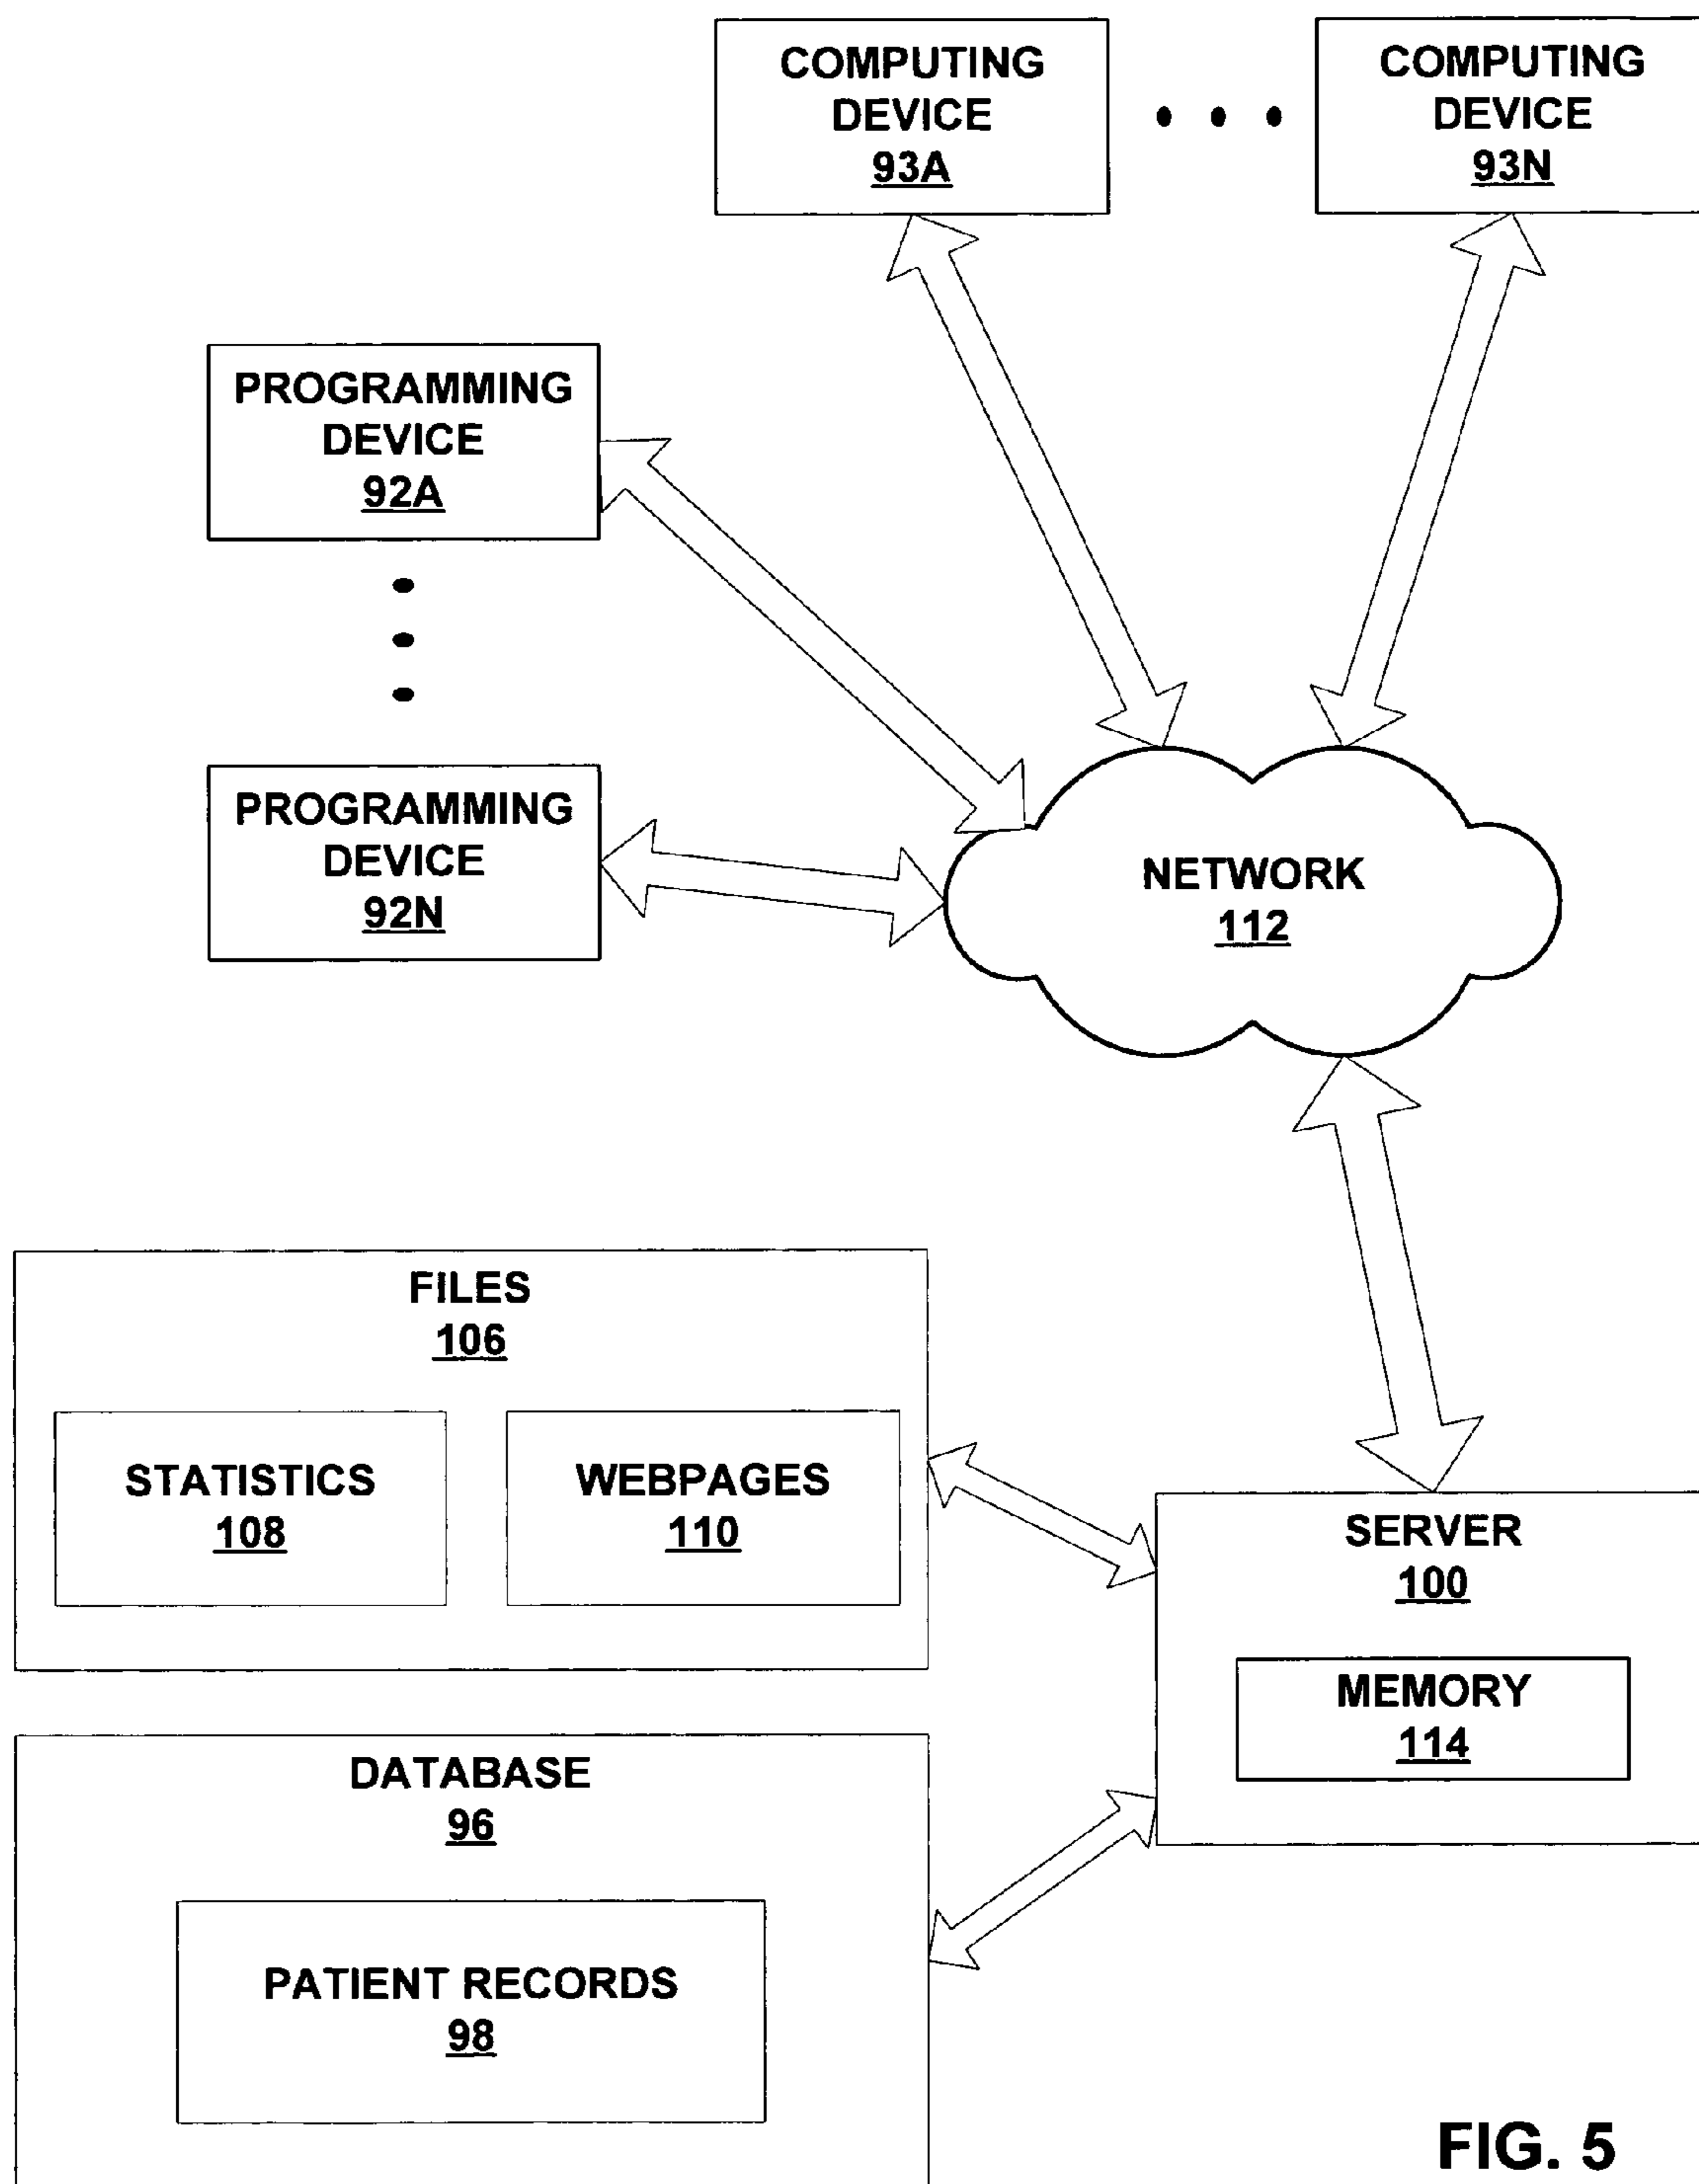 COMPUTING
DEVICE
93A
COMPUTING
DEVICE
93N
PROGRAMMING
DEVICE
92A
PROGRAMMING
DEVICE
92N
NETWORK
112
FILES
106
STATISTICS
108
WEBPAGES
110
SERVER
100
MEMORY
114
DATABASE
96
PATIENT RECORDS
98
FIG. 5